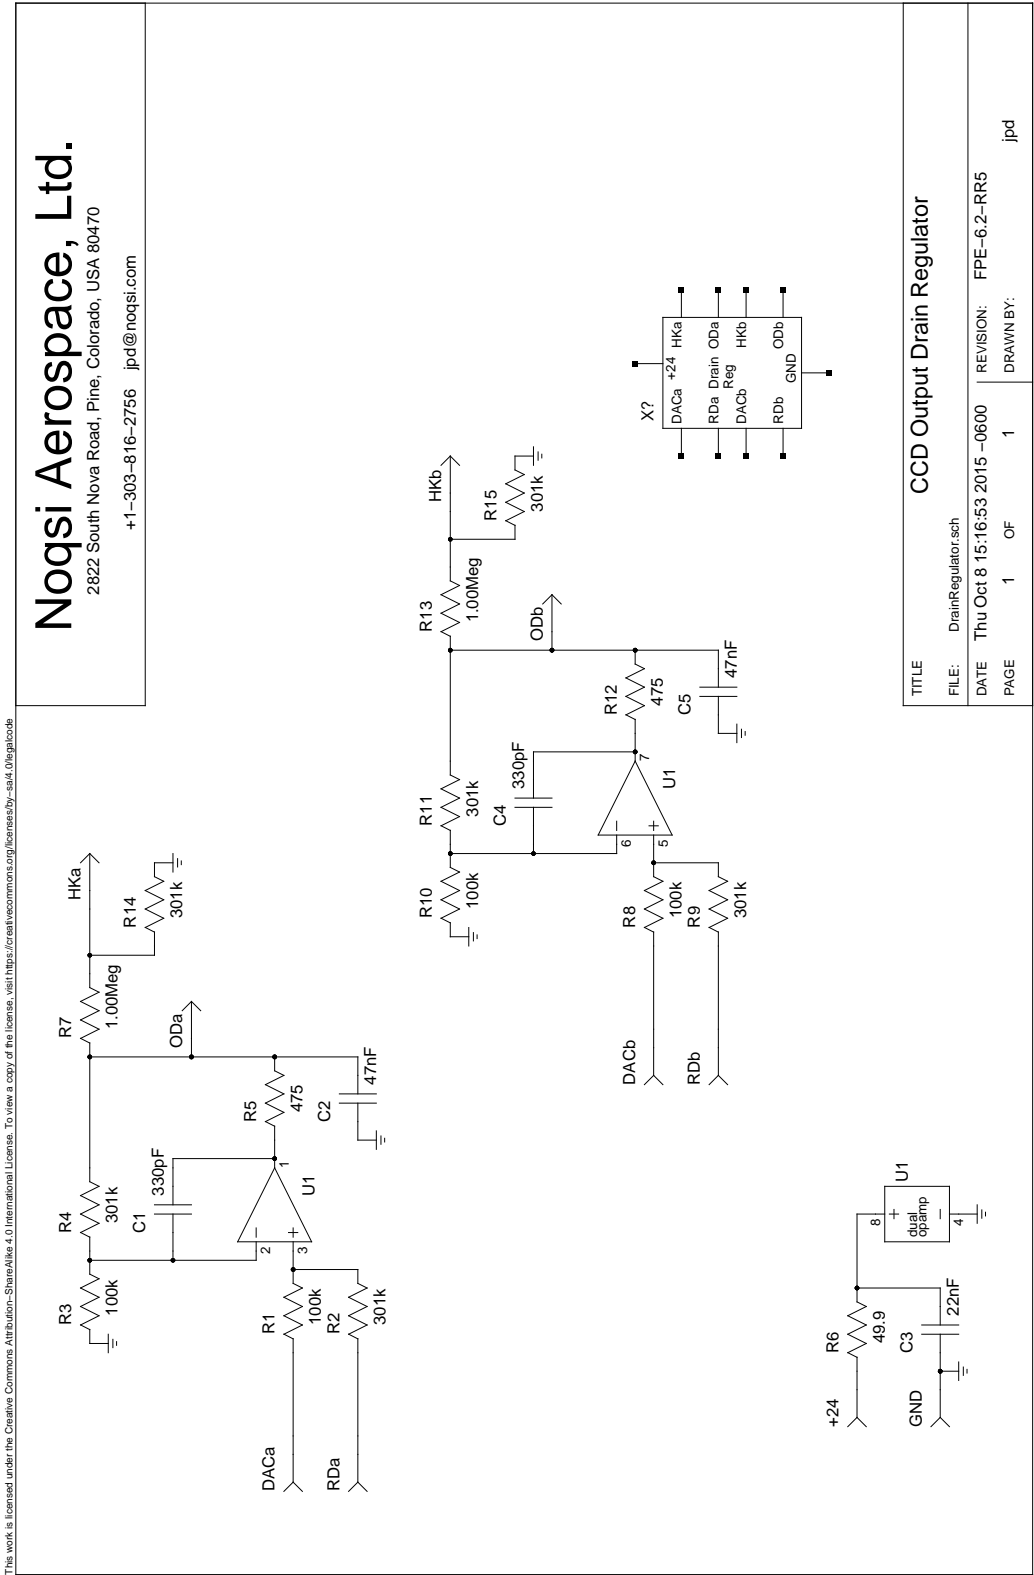 This work is licensed under the Creative Commons Attribution–ShareAlike 4.0 International License. To view a copy of the license, visit https://creativecommons.org/licenses/by–sa/4.0/legalcode
Noqsi Aerospace, Ltd.
2822 South Nova Road, Pine, Colorado, USA 80470
+1–303–816–2756 jpd@noqsi.com
R3
100k
R4
301k
R7
1.00Meg
HKa
R14
301k
C1
330pF
ODa
2
3
1
U1
R5
475
C2
47nF
DACa
R1
100k
RDa
R2
301k
R10
100k
R11
301k
R13
1.00Meg
HKb
R15
301k
C4
330pF
ODb
6
5
7
U1
R12
475
C5
47nF
DACb
R8
100k
RDb
R9
301k
X?
DACa +24 HKa
RDa Drain ODa
Reg
DACb HKb
RDb ODb
GND
+24
R6
49.9
GND
C3
22nF
U1
8
+
dual
opamp
–
4
TITLE
CCD Output Drain Regulator
FILE: DrainRegulator.sch
DATE Thu Oct 8 15:16:53 2015 –0600
REVISION: FPE–6.2–RR5
PAGE 1 OF 1
DRAWN BY: jpd